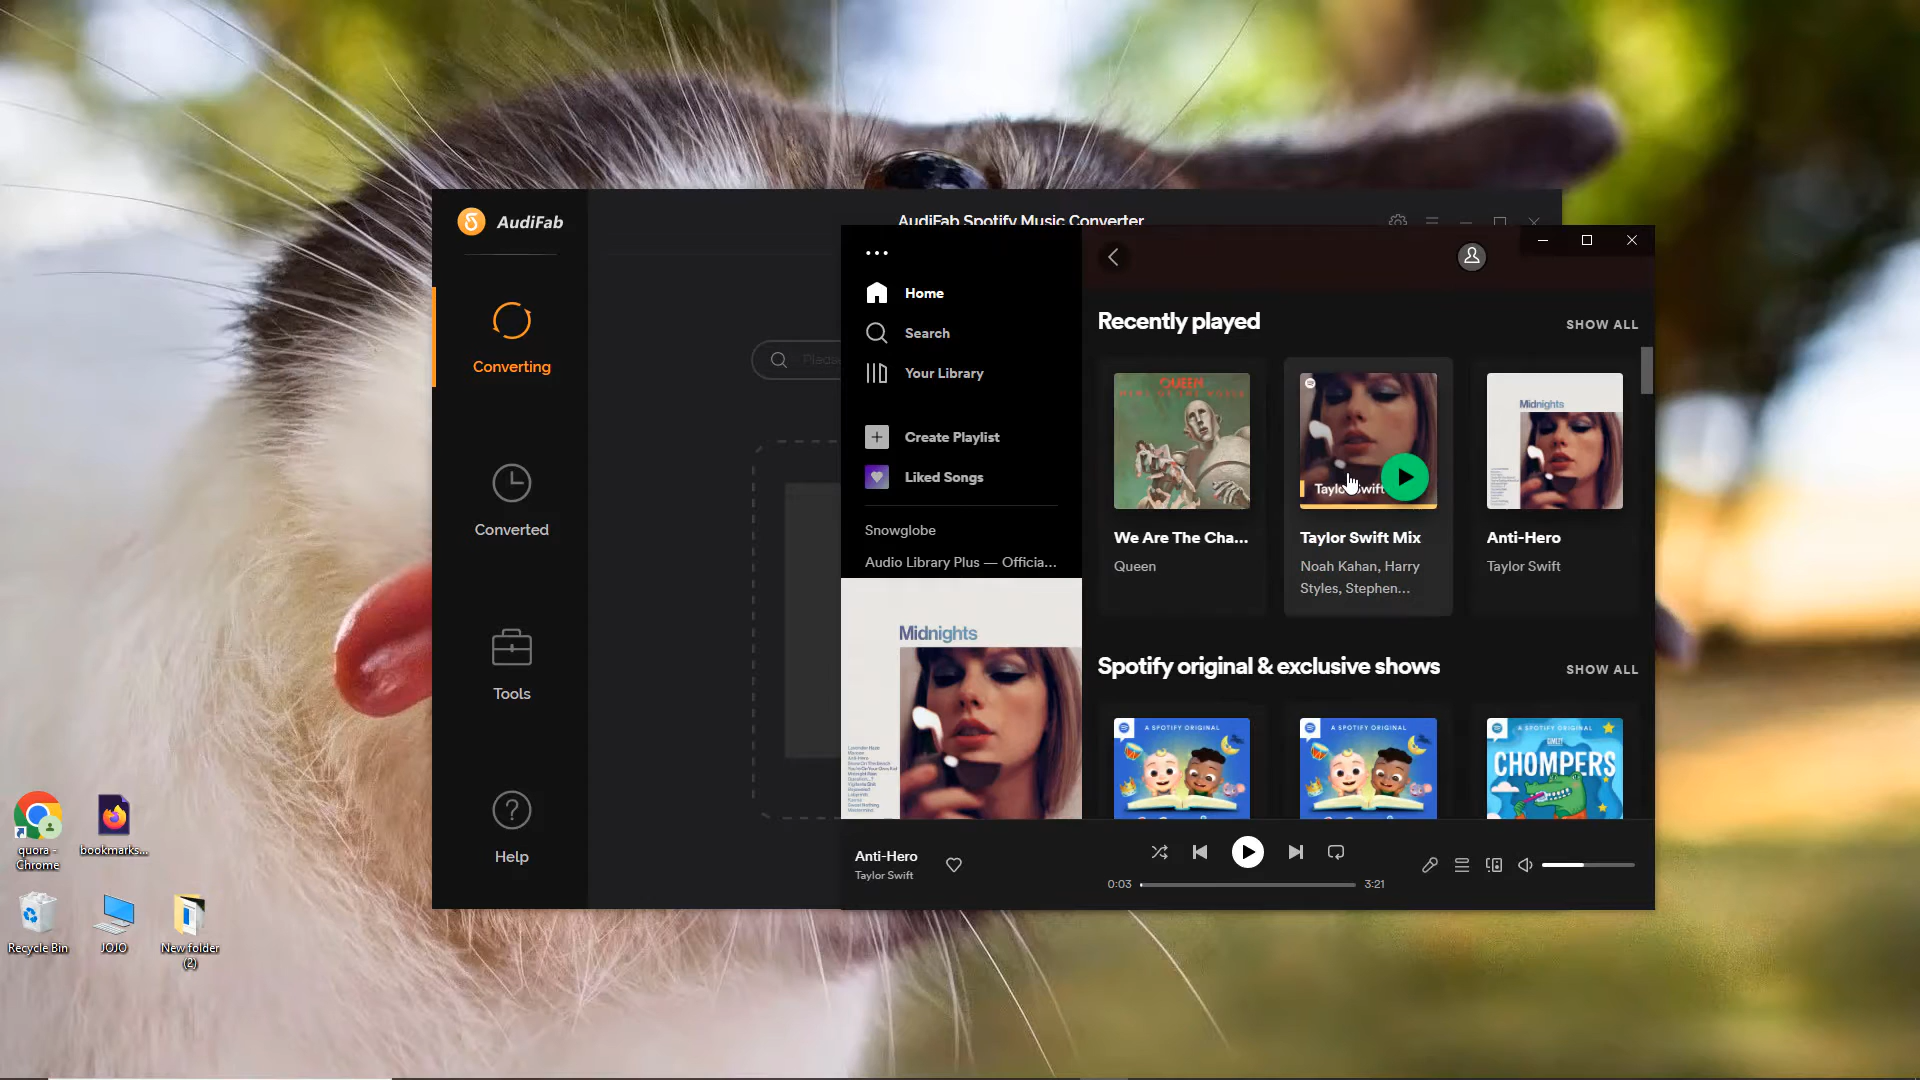 AudiFab
AudiFab Spotify Music Converter
Converting
Converted
Tools
Help
Home
Search
Your Library
Create Playlist
Liked Songs
Snowglobe
Audio Library Plus — Officia...
Midnights
Recently played
SHOW ALL
QUEEN
Taylor Swift
Midnights
We Are The Cha...
Queen
Taylor Swift Mix
Noah Kahan, Harry
Styles, Stephen...
Anti-Hero
Taylor Swift
Spotify original & exclusive shows
SHOW ALL
A SPOTIFY ORIGINAL
A SPOTIFY ORIGINAL
A SPOTIFY ORIGINAL
CHOMPERS
Anti-Hero
Taylor Swift
0:03
3:21
quora -
Chrome
bookmarks...
Recycle Bin
JOJO
New folder
(2)